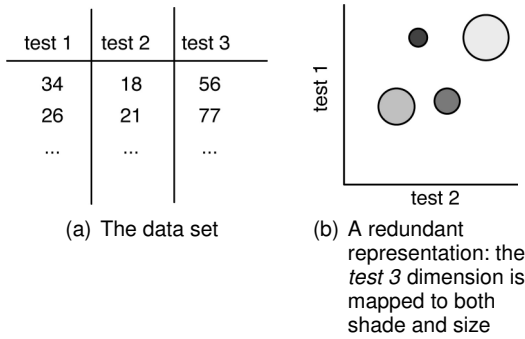 test 1 test 2 test 3
34 18 56
26 21 77
... ... ...
(a) The data set
test 1
test 2
(b) A redundant
representation: the
test 3 dimension is
mapped to both
shade and size